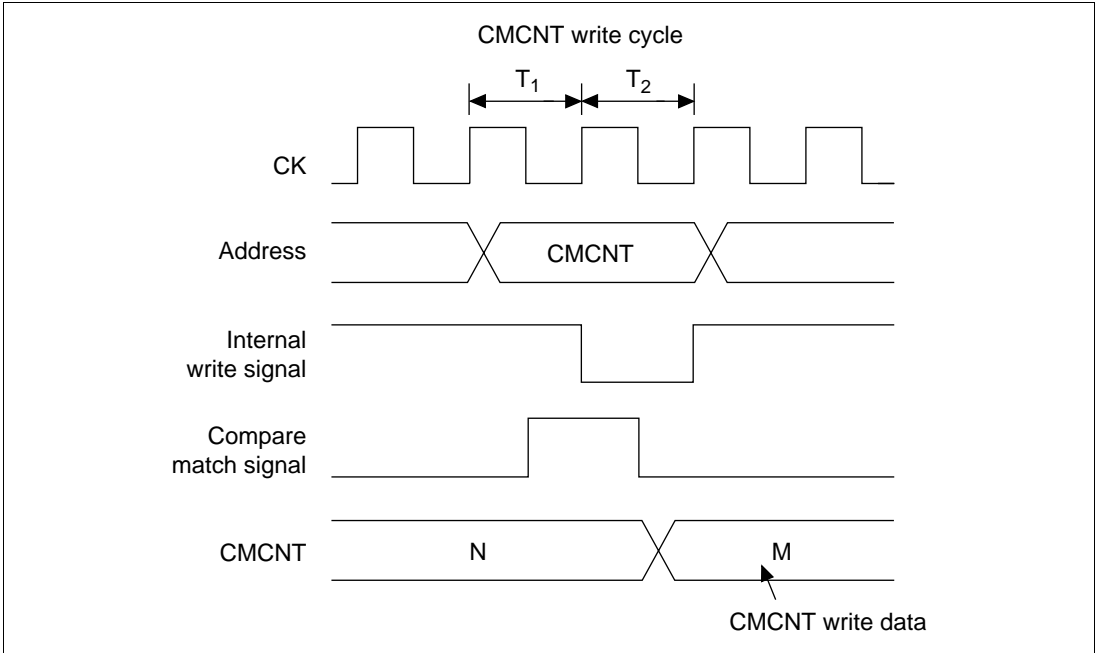 CMCNT write cycle
T1 T2
CK
Address
CMCNT
Internal
write signal
Compare
match signal
CMCNT
N
M
CMCNT write data